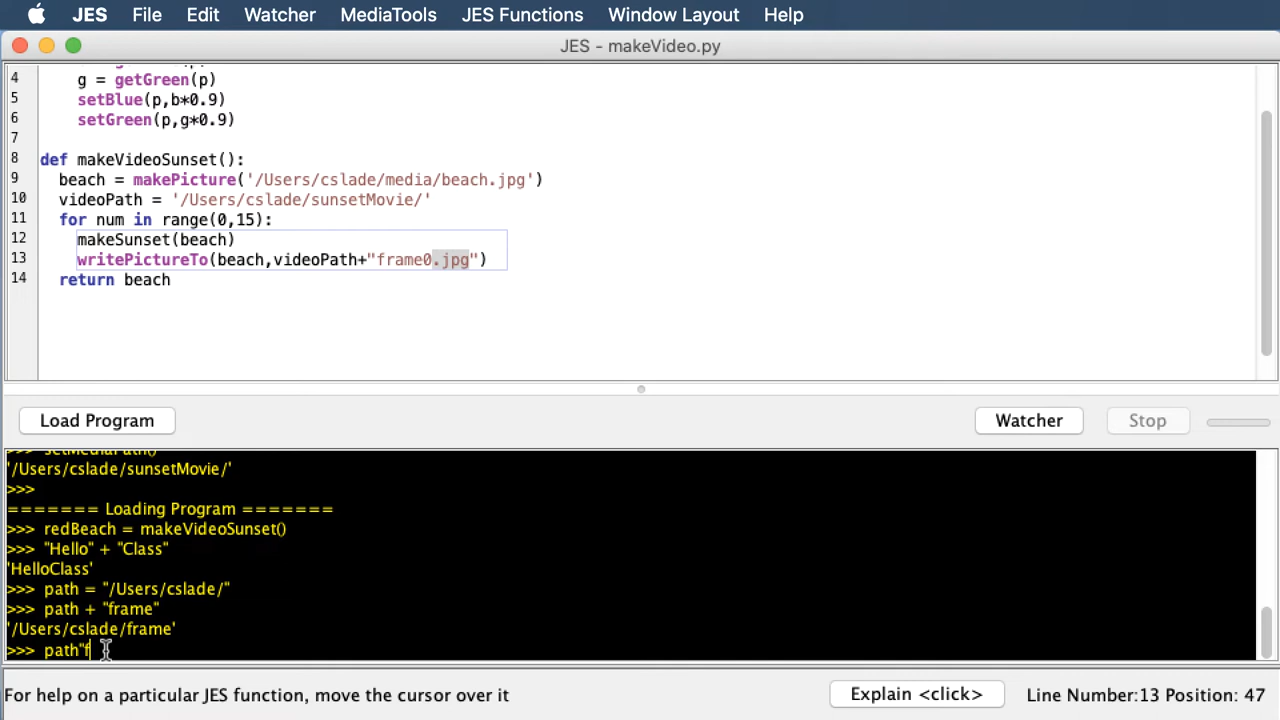 JES File Edit Watcher MediaTools JES Functions Window Layout Help
JES - makeVideo.py
4 g = getGreen(p)
5 setBlue(p,b*0.9)
6 setGreen(p,g*0.9)
7
8 def makeVideoSunset():
9 beach = makePicture('/Users/cslade/media/beach.jpg')
10 videoPath = '/Users/cslade/sunsetMovie/'
11 for num in range(0,15):
12 makeSunset(beach)
13 writePictureTo(beach,videoPath+"frame0.jpg")
14 return beach
Load Program Watcher Stop
>>> setMediaPath()
'/Users/cslade/sunsetMovie/'
>>>
======= Loading Program =======
>>> redBeach = makeVideoSunset()
>>> "Hello" + "Class"
'HelloClass'
>>> path = "/Users/cslade/"
>>> path + "frame"
'/Users/cslade/frame'
>>> path"f
For help on a particular JES function, move the cursor over it Explain <click> Line Number:13 Position: 47